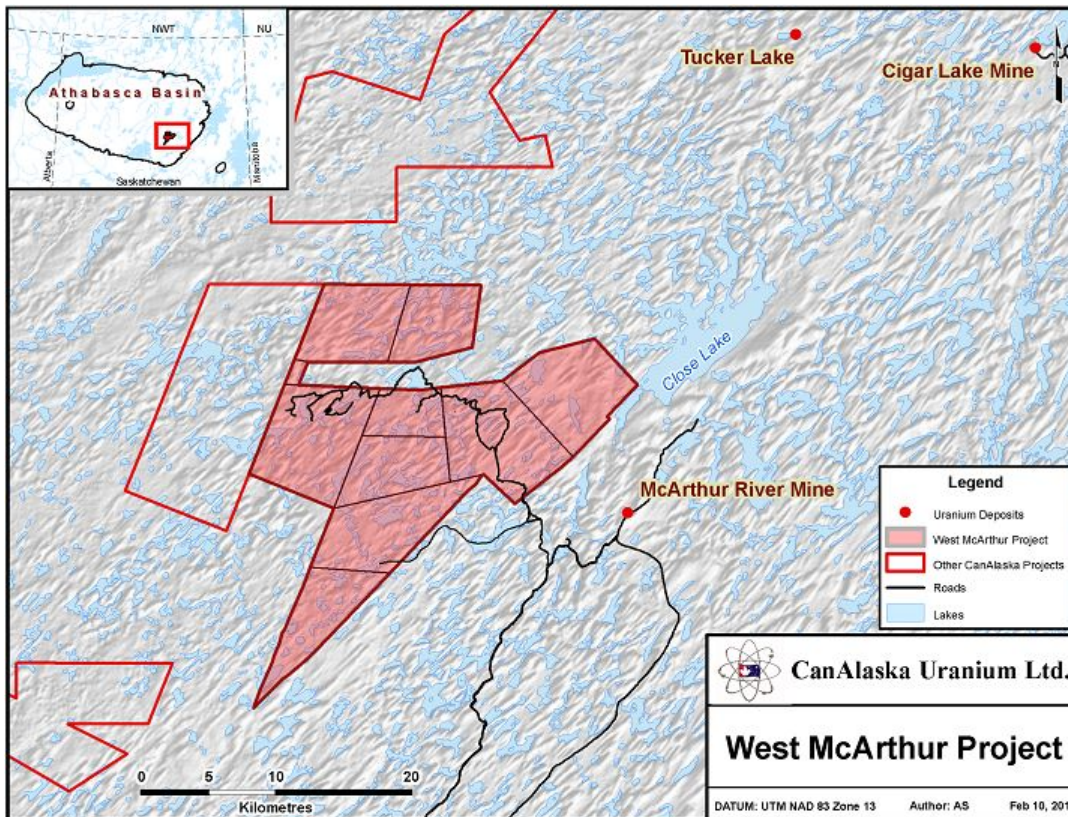 NWT
NU
Athabasca Basin
Alberta
Saskatchewan
Manitoba
Tucker Lake
Cigar Lake Mine
N
Close Lake
McArthur River Mine
Legend
Uranium Deposits
West McArthur Project
Other CanAlaska Projects
Roads
Lakes
0 5 10 20
Kilometres
CanAlaska Uranium Ltd.
West McArthur Project
DATUM: UTM NAD 83 Zone 13 Author: AS Feb 10, 201